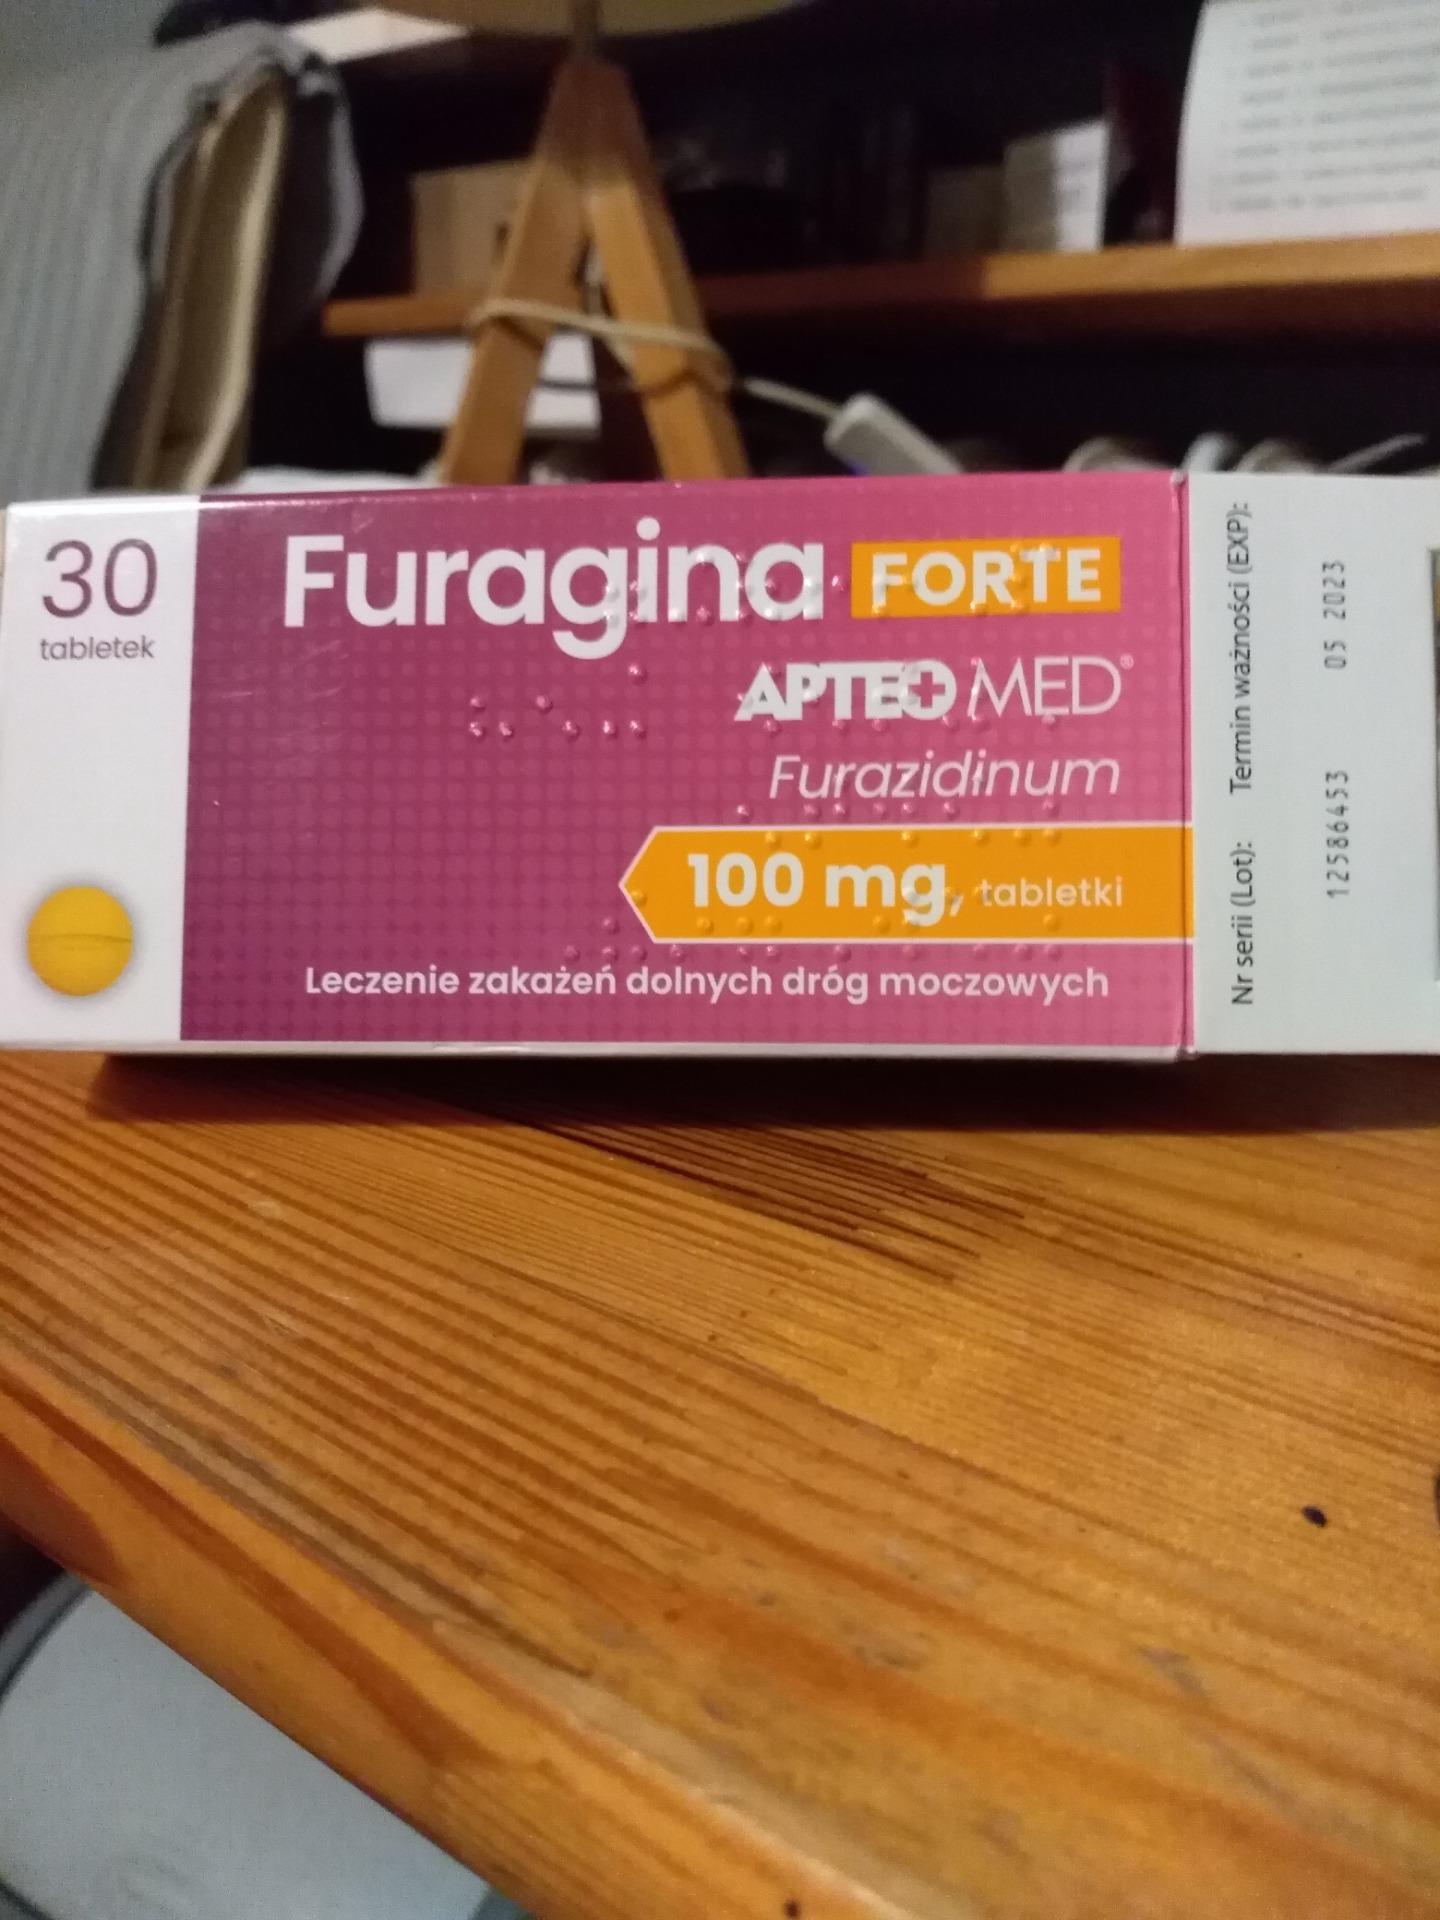 30
tabletek
Furagina FORTE
APTEO MED®
Furazidinum
100 mg, tabletki
Leczenie zakażeń dolnych dróg moczowych
Nr serii (Lot): Termin ważności (EXP):
12586453 05 2023